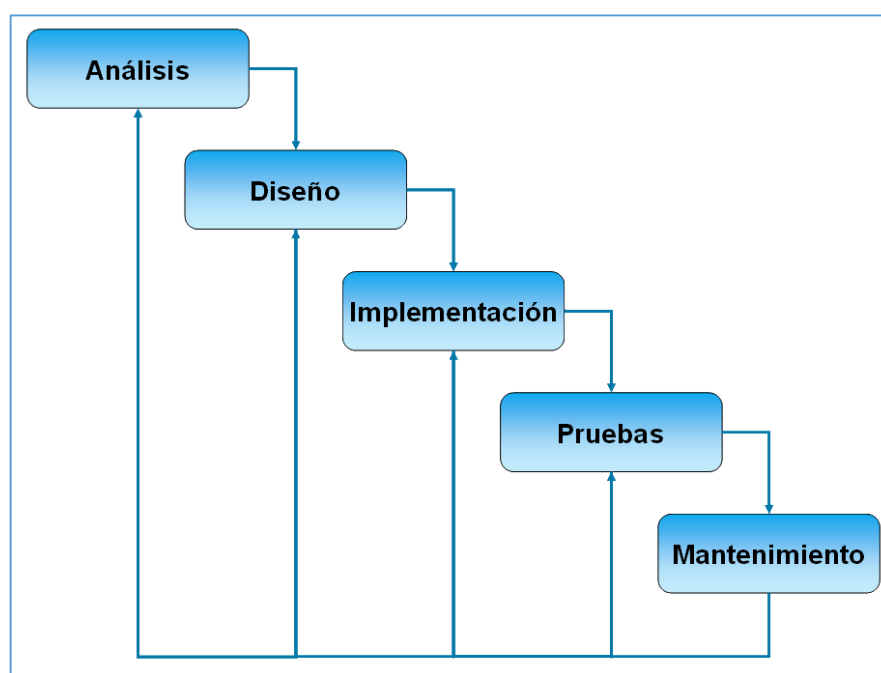 Análisis
Diseño
Implementación
Pruebas
Mantenimiento